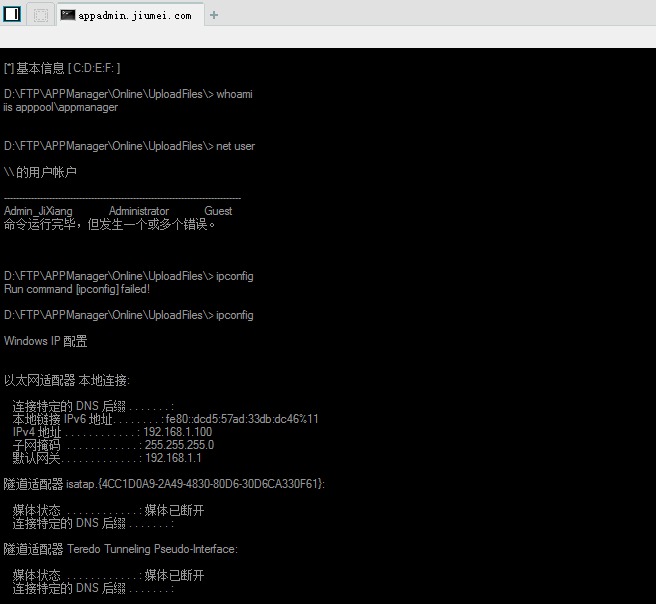 appadmin.jiumei.com
[*] 基本信息 [ C:D:E:F: ]
D:\FTP\APPManager\Online\UploadFiles\> whoami
iis apppool\appmanager
D:\FTP\APPManager\Online\UploadFiles\> net user
\\ 的用户帐户
-------------------------------------------------------------------------------
Admin_JiXiang Administrator Guest
命令运行完毕，但发生一个或多个错误。
D:\FTP\APPManager\Online\UploadFiles\> ipconfig
Run command [ipconfig] failed!
D:\FTP\APPManager\Online\UploadFiles\> ipconfig
Windows IP 配置
以太网适配器 本地连接:
连接特定的 DNS 后缀 . . . . . . . :
本地链接 IPv6 地址. . . . . . . . : fe80::dcd5:57ad:33db:dc46%11
IPv4 地址 . . . . . . . . . . . . : 192.168.1.100
子网掩码 . . . . . . . . . . . . : 255.255.255.0
默认网关. . . . . . . . . . . . . : 192.168.1.1
隧道适配器 isatap.{4CC1D0A9-2A49-4830-80D6-30D6CA330F61}:
媒体状态 . . . . . . . . . . . . : 媒体已断开
连接特定的 DNS 后缀 . . . . . . . :
隧道适配器 Teredo Tunneling Pseudo-Interface:
媒体状态 . . . . . . . . . . . . : 媒体已断开
连接特定的 DNS 后缀 . . . . . . . :